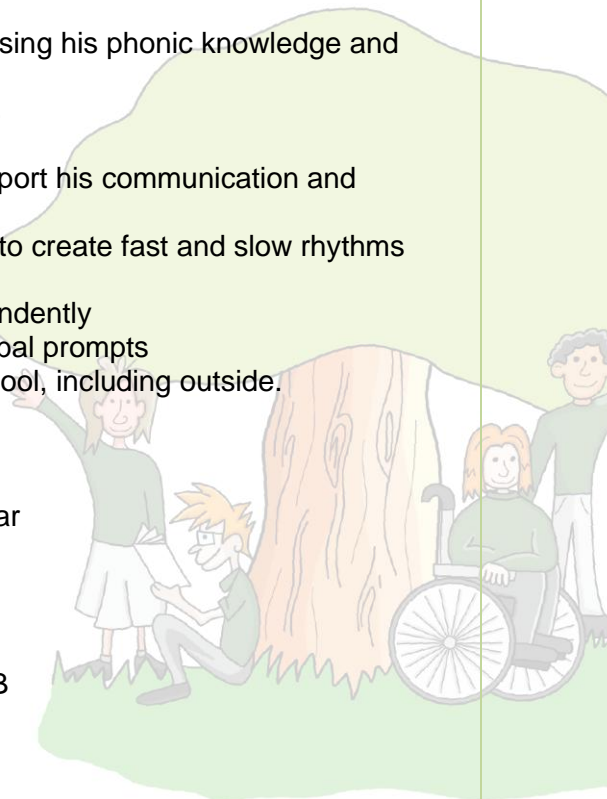 sing his phonic knowledge and
port his communication and
to create fast and slow rhythms
ndently
bal prompts
ool, including outside.
ar